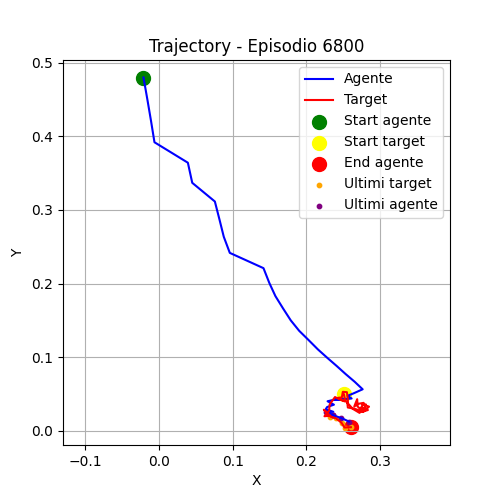 Trajectory - Episodio 6800
Agente
Target
Start agente
Start target
End agente
Ultimi target
Ultimi agente
0.5
0.4
0.3
0.2
0.1
0.0
Y
−0.1
0.0
0.1
0.2
0.3
X